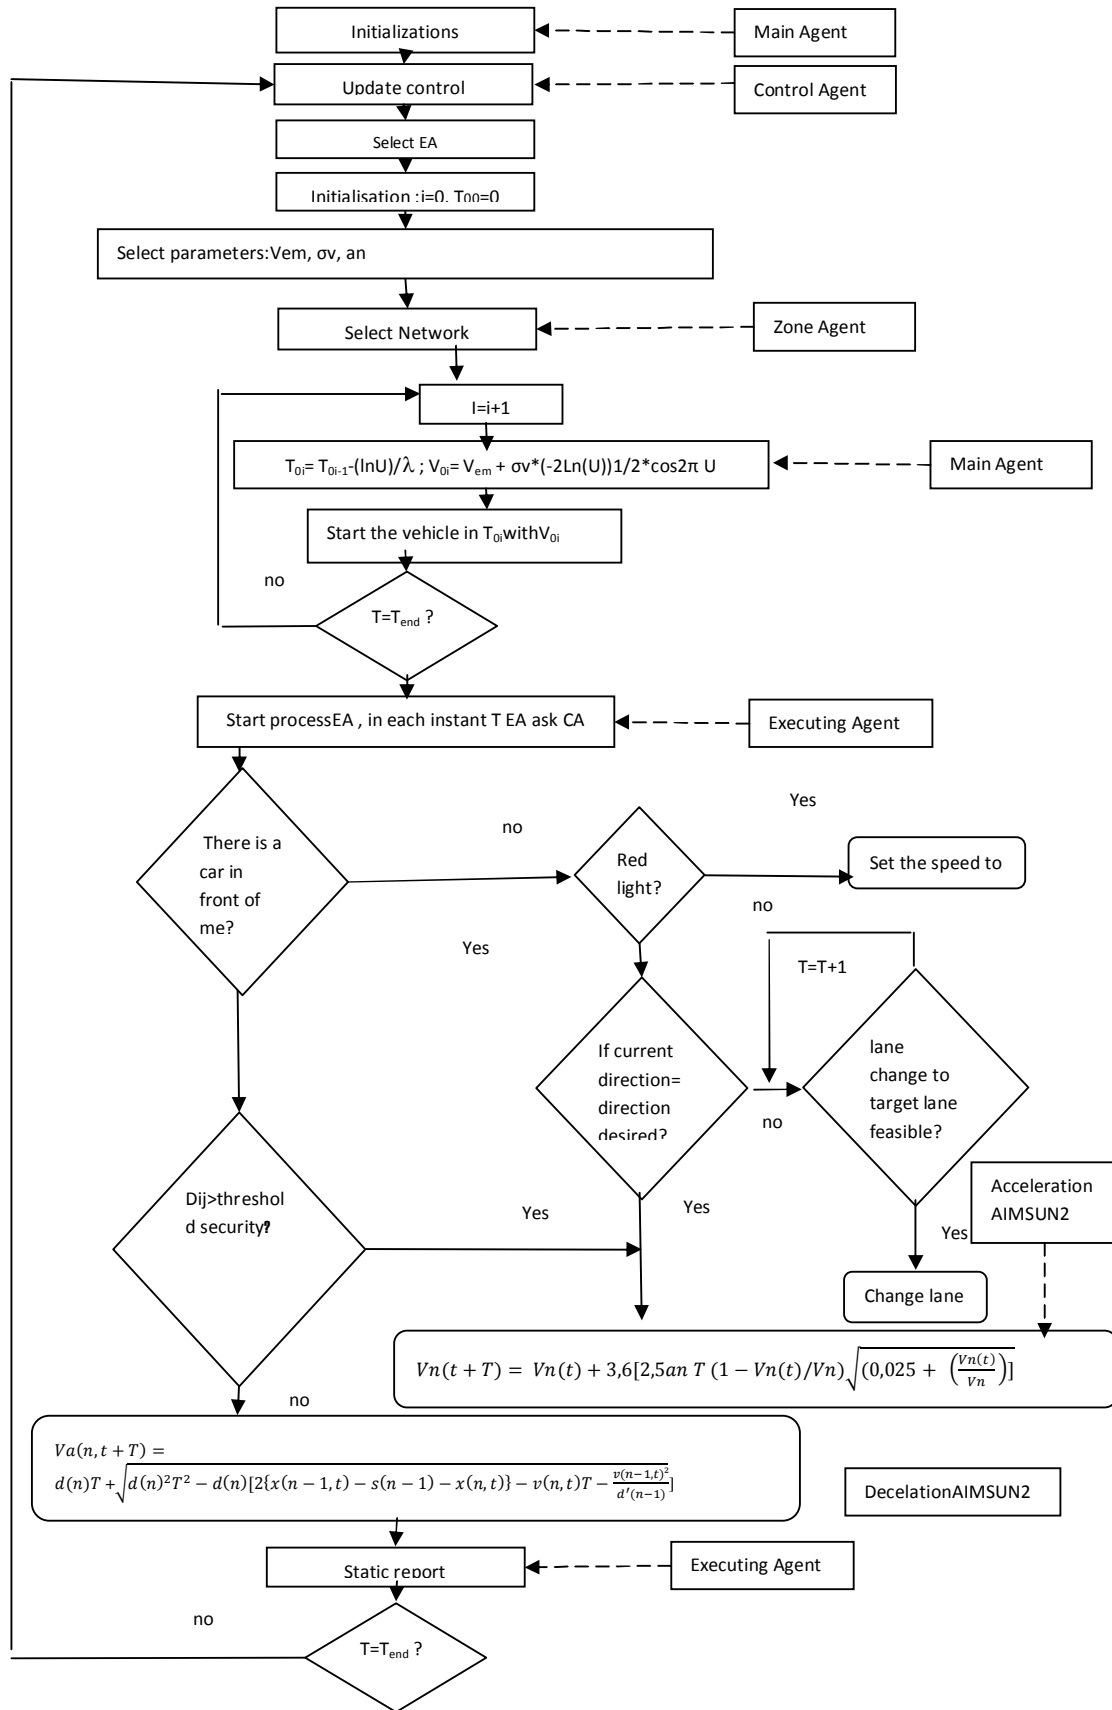 Initializations
Main Agent
Update control
Control Agent
Select EA
Initialisation :i=0, T₀₀=0
Select parameters:Vem, σv, an
Select Network
Zone Agent
I=i+1
T₀ᵢ= T₀ᵢ₋₁-(lnU)/λ ; V₀ᵢ= Vₑₘ + σv*(-2Ln(U))1/2*cos2π U
Main Agent
Start the vehicle in T₀ᵢwithV₀ᵢ
no
T=Tend ?
Start processEA , in each instant T EA ask CA
Executing Agent
Yes
There is a
car in
front of
me?
no
Red
light?
Set the speed to
no
Yes
T=T+1
If current
direction=
direction
desired?
no
lane
change to
target lane
feasible?
Dij>threshol
d security?
Yes
Yes
Acceleration
AIMSUN2
Yes
Change lane
Vn(t + T) = Vn(t) + 3,6[2,5an T (1 − Vn(t)/Vn)√(0,025 + (Vn(t)/Vn)]
no
Va(n, t + T) =
d(n)T +√d(n)²T² − d(n)[2{x(n − 1, t) − s(n − 1) − x(n, t)} − v(n, t)T − v(n−1,t)²/d′(n−1)]
DecelationAIMSUN2
Static report
Executing Agent
no
T=Tend ?